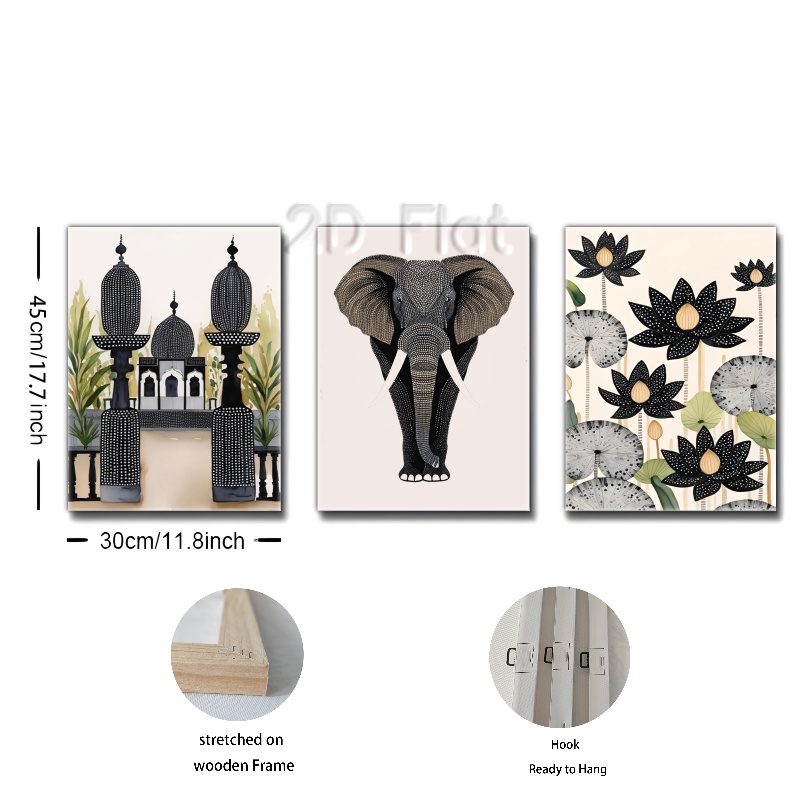 2D Flat
45cm/17.7inch
30cm/11.8inch
stretched on
wooden Frame
Hook
Ready to Hang